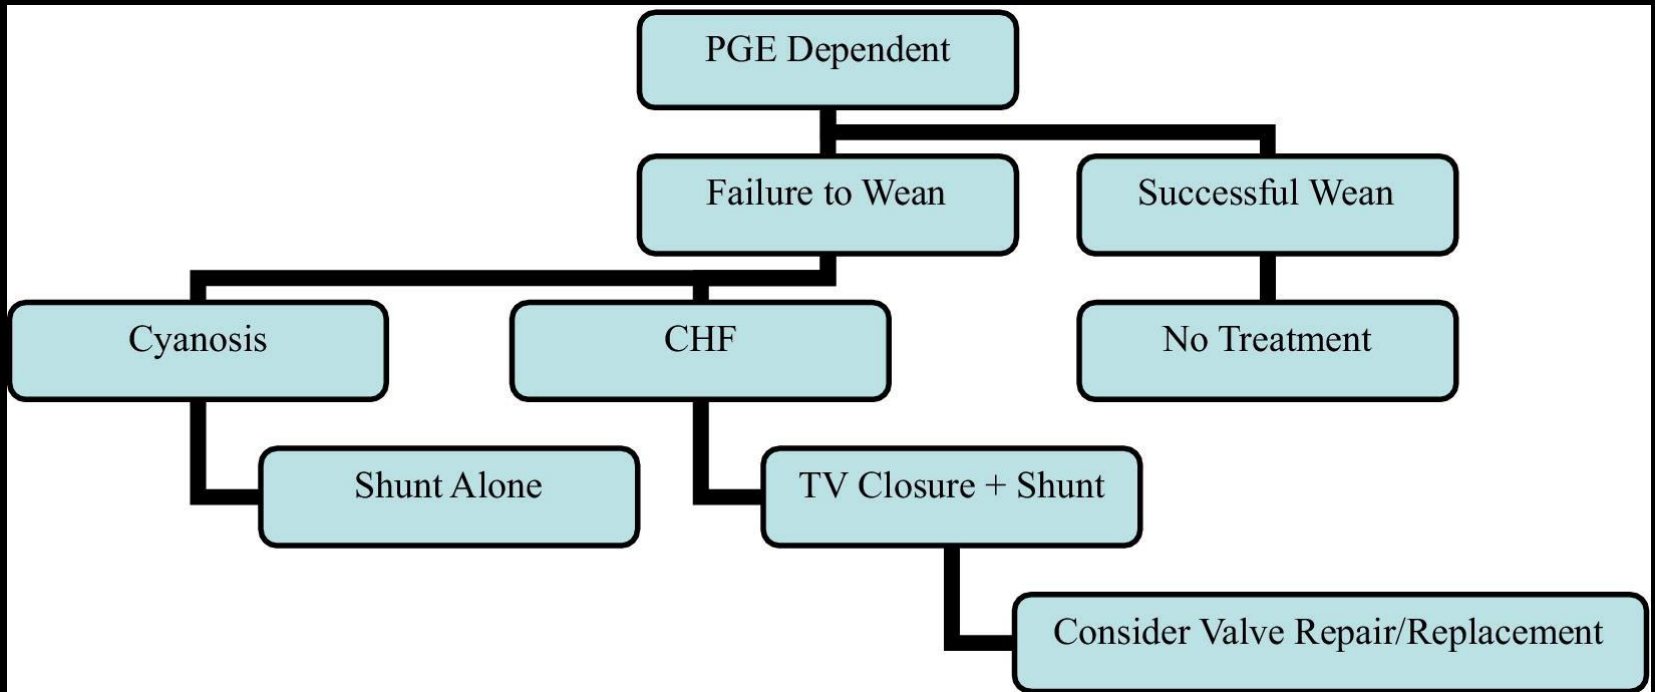 PGE Dependent
Failure to Wean
Successful Wean
Cyanosis
CHF
No Treatment
Shunt Alone
TV Closure + Shunt
Consider Valve Repair/Replacement